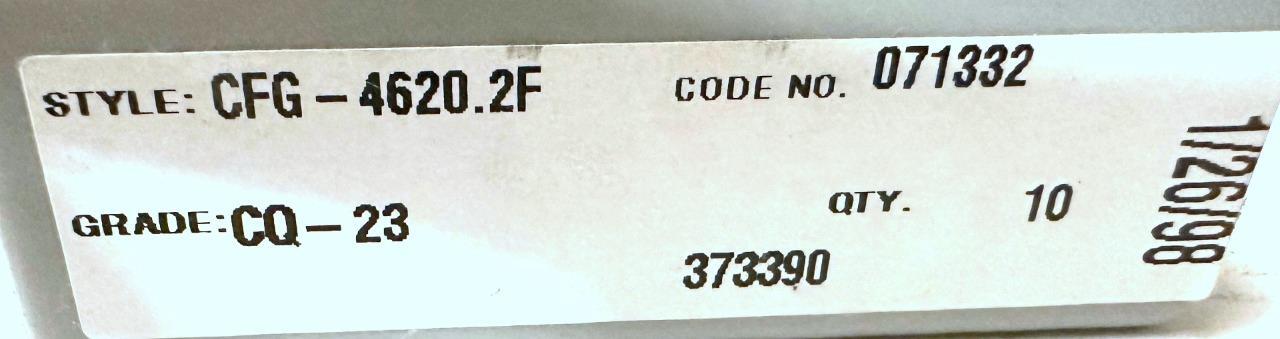 STYLE: CFG - 4620.2F CODE NO. 071332
GRADE: CQ - 23 QTY. 10
373390
1/26/98